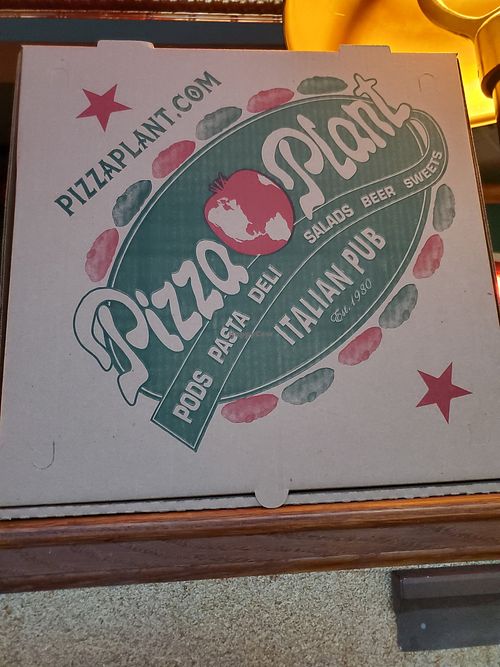 PIZZAPLANT.COM
Pizza Plant
PODS PASTA DELI SALADS BEER SWEETS
ITALIAN PUB
Est. 1980